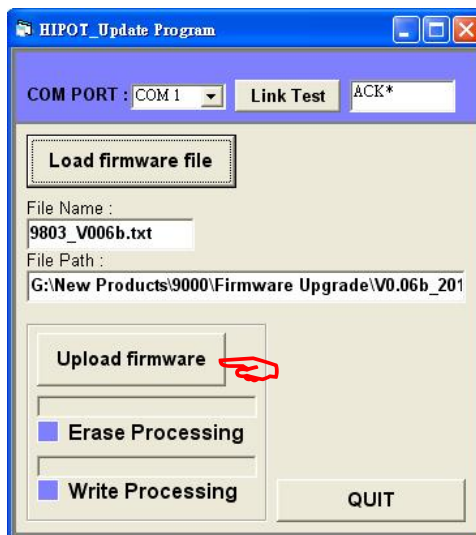 HIPOT_Update Program
COM PORT : COM 1 Link Test ACK*
Load firmware file
File Name :
9803_V006b.txt
File Path :
G:\New Products\9000\Firmware Upgrade\V0.06b_201
Upload firmware
Erase Processing
Write Processing
QUIT